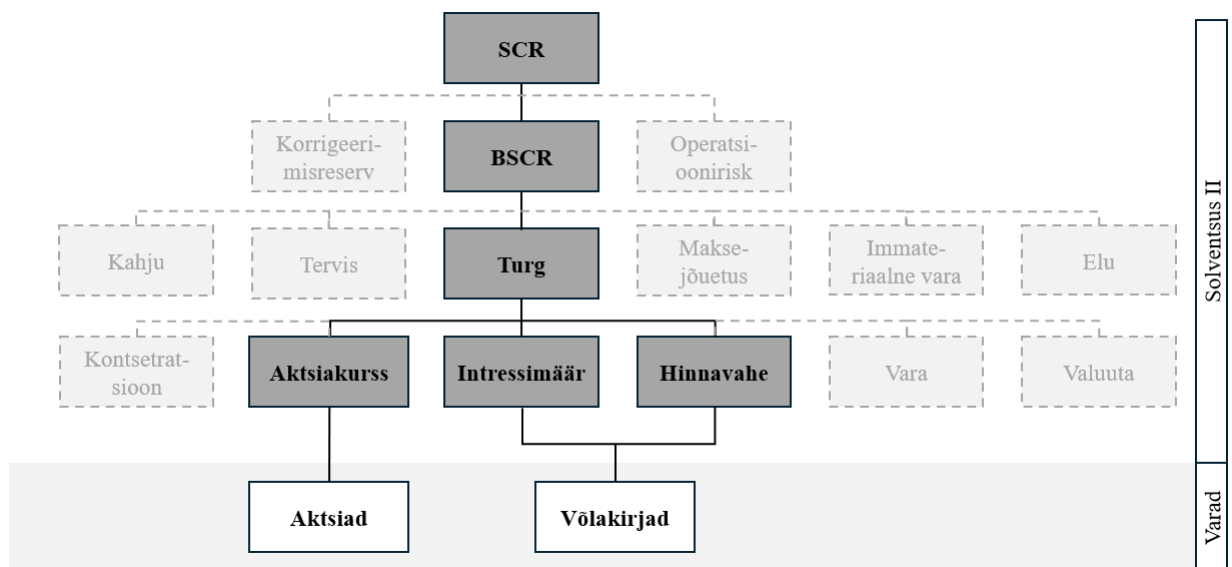 SCR
Korrigeeri-
misreserv
BSCR
Operatsi-
oonirisk
Kahju
Tervis
Turg
Makse-
jõuetus
Immate-
riaalne vara
Elu
Kontsetrat-
sioon
Aktsiakurss
Intressimäär
Hinnavahe
Vara
Valuuta
Solventsus II
Aktsiad
Võlakirjad
Varad